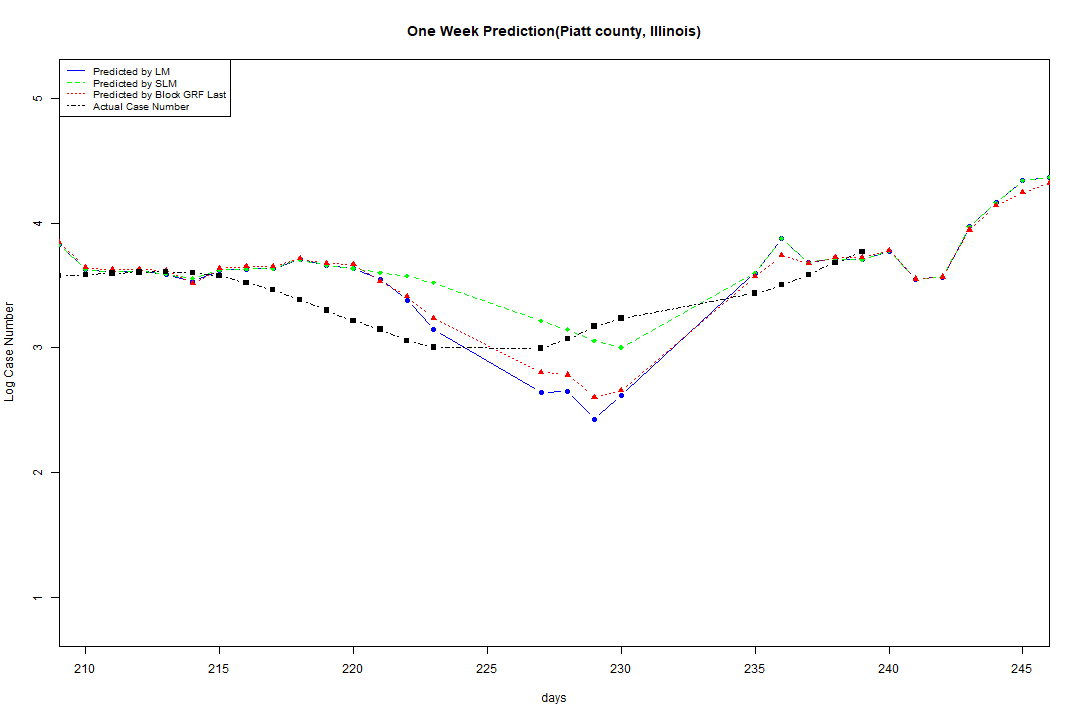 One Week Prediction(Piatt county, Illinois)
Predicted by LM
Predicted by SLM
Predicted by Block GRF Last
Actual Case Number
5
4
3
2
1
Log Case Number
210 215 220 225 230 235 240 245
days